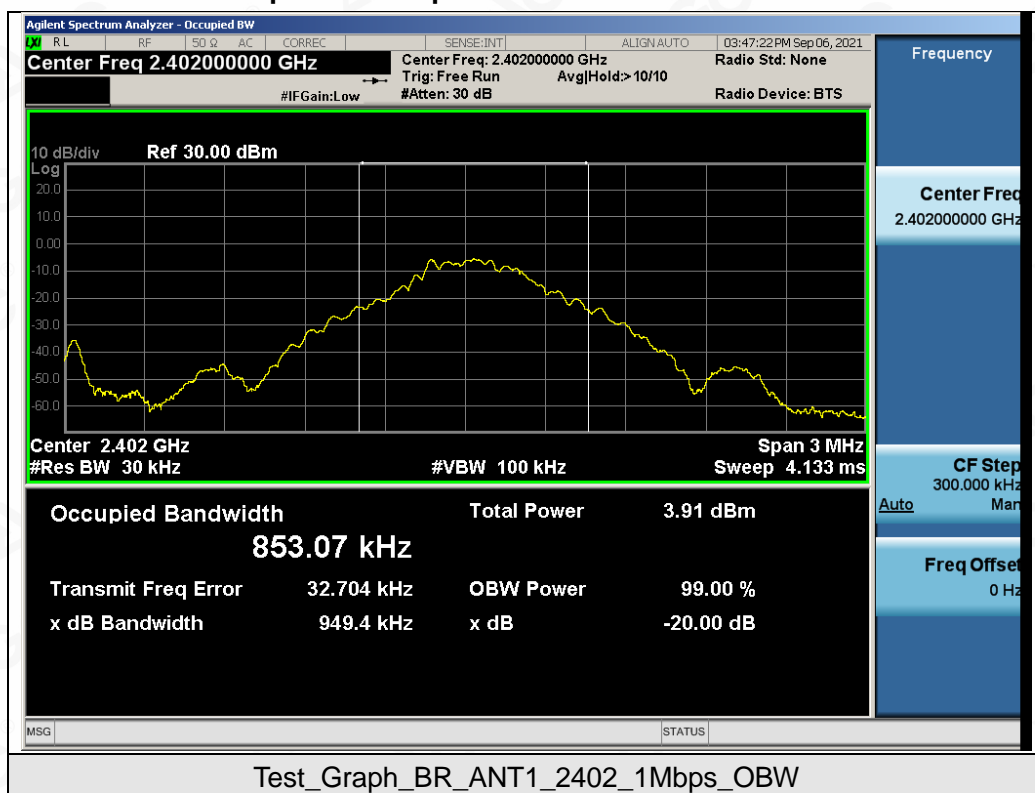 Agilent Spectrum Analyzer - Occupied BW
LXI RL RF 50 Ω AC CORREC SENSE:INT ALIGN AUTO 03:47:22 PM Sep 06, 2021
Center Freq 2.402000000 GHz
Center Freq: 2.402000000 GHz
Radio Std: None
Trig: Free Run Avg|Hold:>10/10
#IFGain:Low
#Atten: 30 dB
Radio Device: BTS
10 dB/div Ref 30.00 dBm
Log
20.0
10.0
0.00
-10.0
-20.0
-30.0
-40.0
-50.0
-60.0
Center 2.402 GHz Span 3 MHz
#Res BW 30 kHz #VBW 100 kHz Sweep 4.133 ms
Occupied Bandwidth Total Power 3.91 dBm
853.07 kHz
Transmit Freq Error 32.704 kHz OBW Power 99.00 %
x dB Bandwidth 949.4 kHz x dB -20.00 dB
MSG STATUS
Frequency
Center Freq
2.402000000 GHz
CF Step
300.000 kHz
Auto Man
Freq Offset
0 Hz
Test_Graph_BR_ANT1_2402_1Mbps_OBW